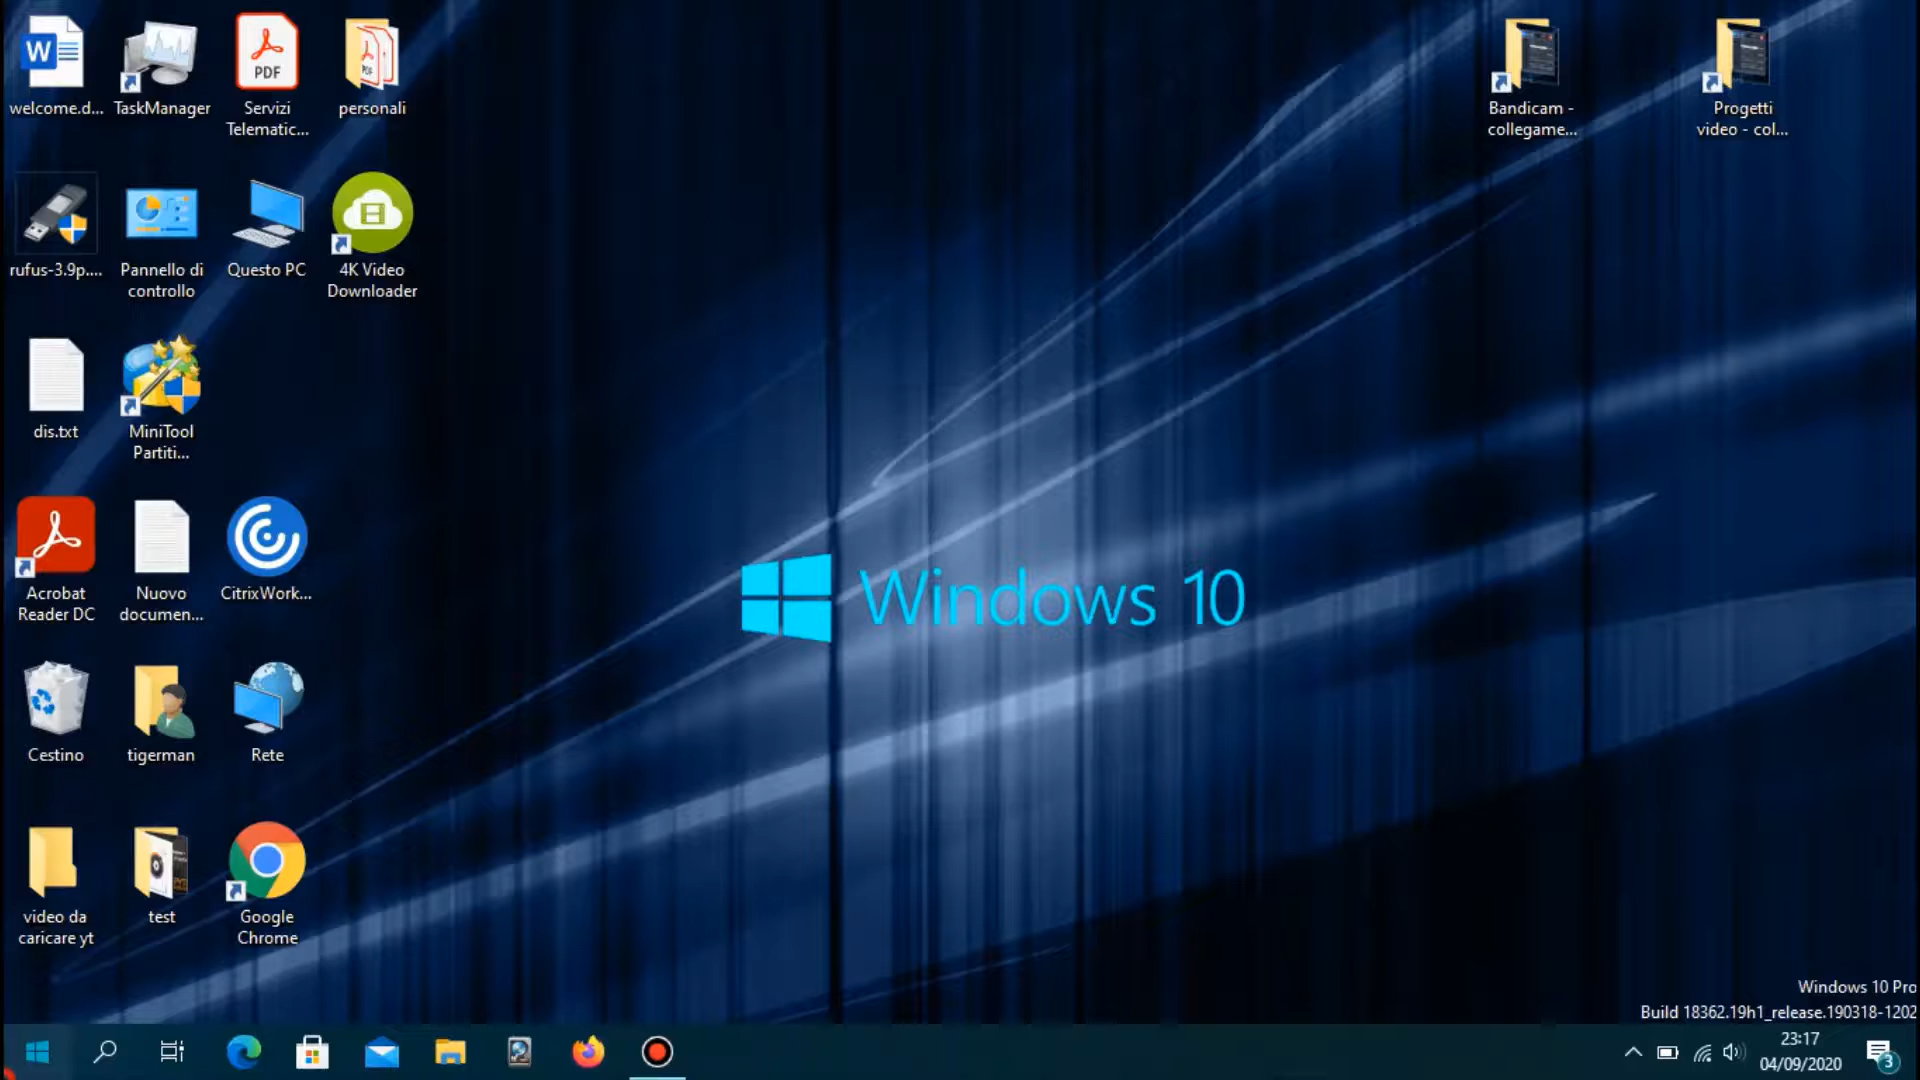 welcome.d...
TaskManager
PDF
Servizi
Telematic...
PDF
personali
Bandicam -
collegame...
Progetti
video - col...
rufus-3.9p....
Pannello di
controllo
Questo PC
4K Video
Downloader
dis.txt
MiniTool
Partiti...
Acrobat
Reader DC
Nuovo
documen...
CitrixWork...
Windows 10
Cestino
tigerman
Rete
video da
caricare yt
test
Google
Chrome
Windows 10 Pro
Build 18362.19h1_release.190318-1202
23:17
04/09/2020
3